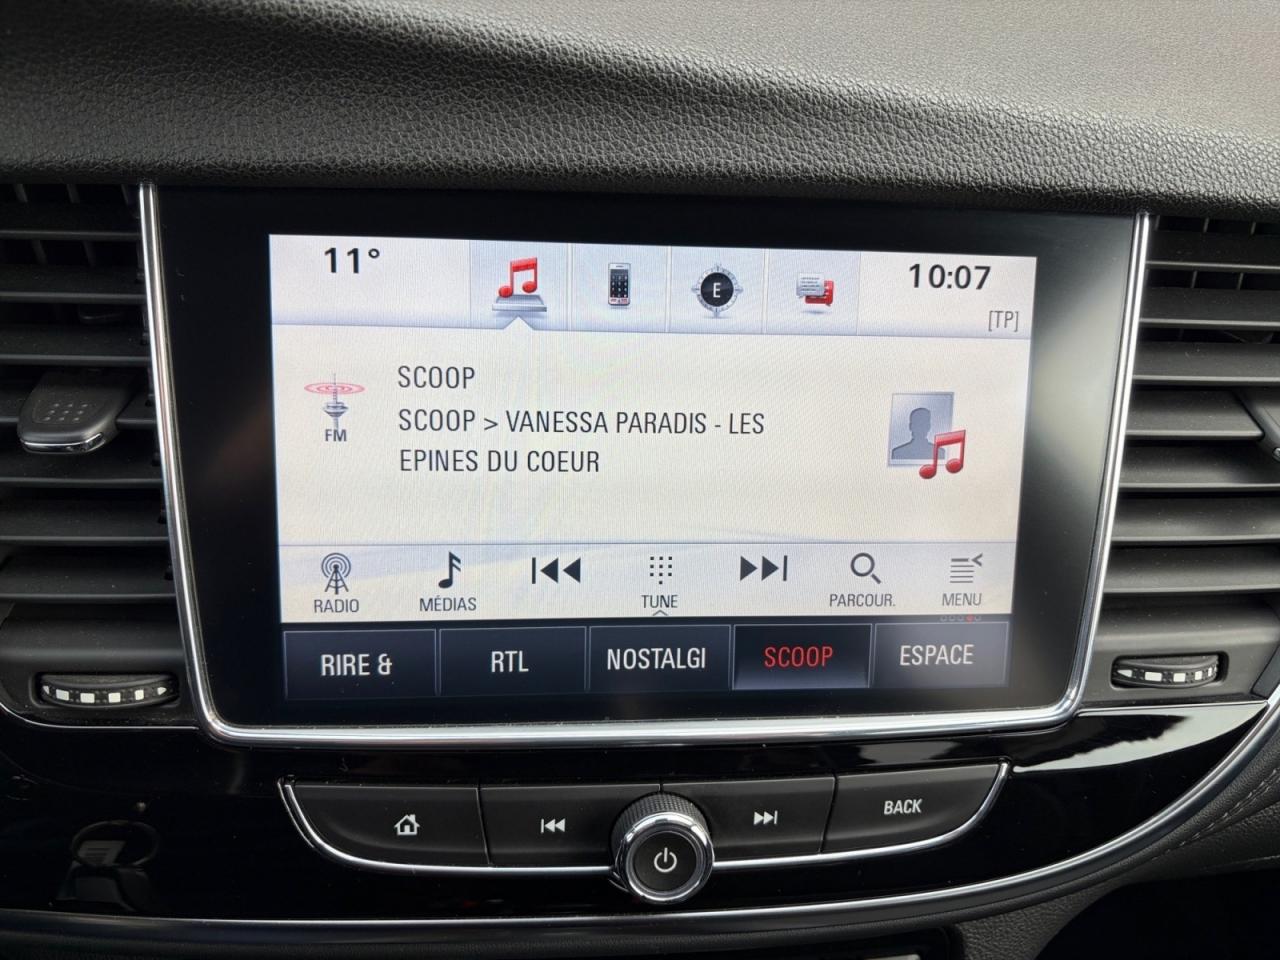 11°
E
10:07
[TP]
SCOOP
SCOOP > VANESSA PARADIS - LES
EPINES DU COEUR
FM
RADIO
MÉDIAS
TUNE
PARCOUR.
MENU
RIRE &
RTL
NOSTALGI
SCOOP
ESPACE
BACK